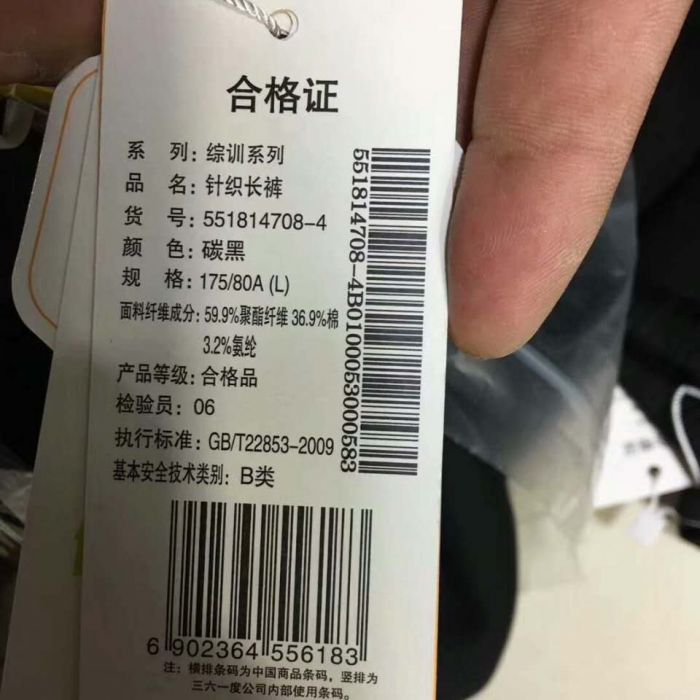 合格证
系 列:综训系列
品 名:针织长裤
货 号:551814708-4
颜 色:碳黑
规 格:175/80A (L)
面料纤维成分:59.9%聚酯纤维 36.9%棉
3.2%氨纶
产品等级:合格品
检验员:06
执行标准:GB/T22853-2009
基本安全技术类别:B类
551814708-4B01000530000583
6 902364 556183
注:横排条码为中国商品条码,竖排为
三六一度公司内部使用条码。